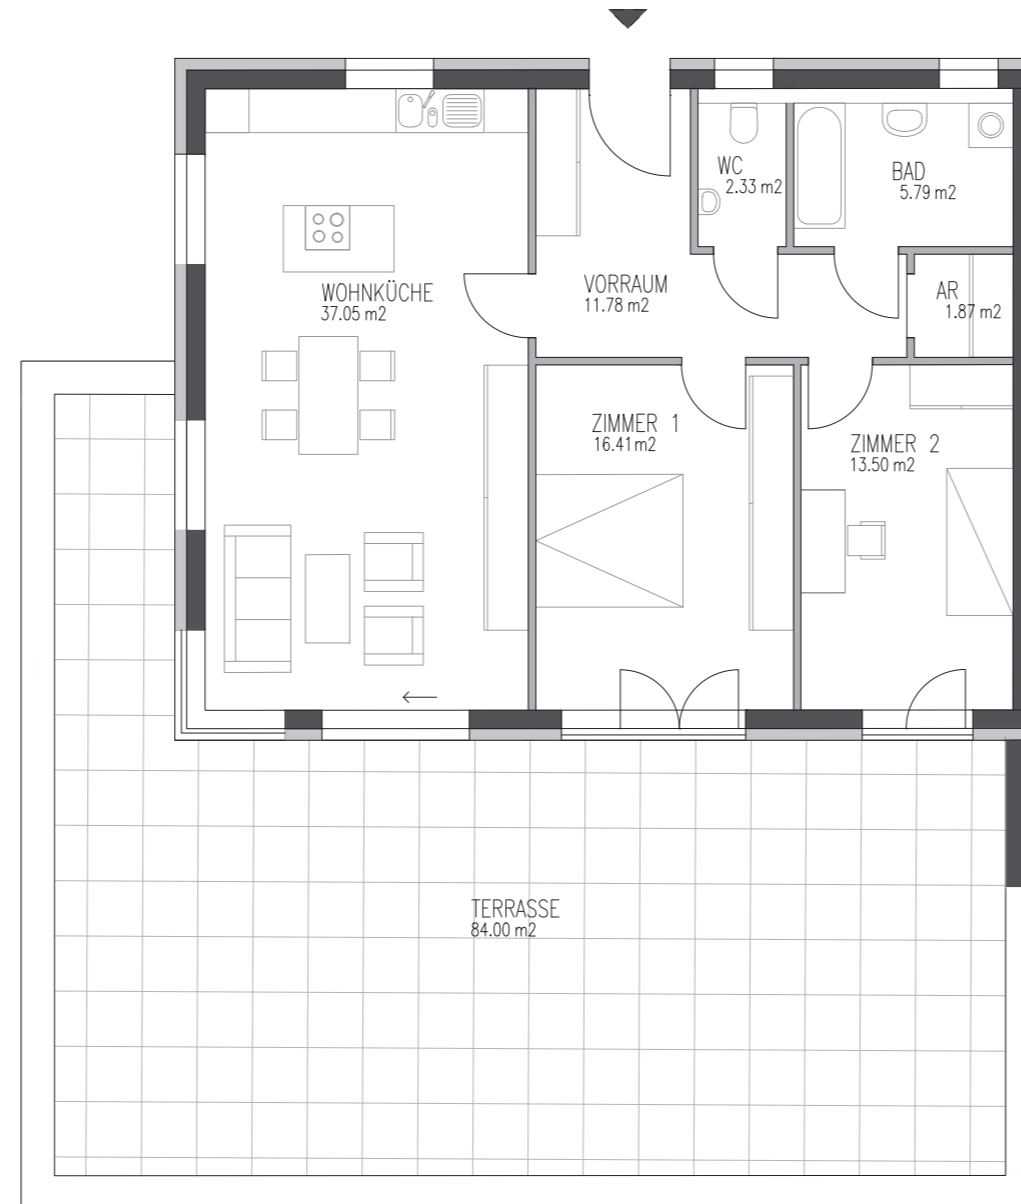 WC
2.33 m2
BAD
5.79 m2
WOHNKÜCHE
37.05 m2
VORRAUM
11.78 m2
AR
1.87 m2
ZIMMER 1
16.41 m2
ZIMMER 2
13.50 m2
TERRASSE
84.00 m2